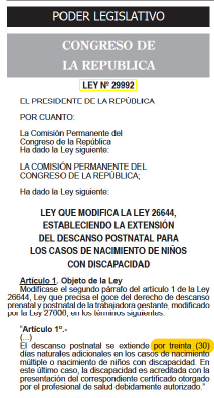 PODER LEGISLATIVO
CONGRESO DE
LA REPUBLICA
LEY Nº 29992
EL PRESIDENTE DE LA REPÚBLICA
POR CUANTO:
La Comisión Permanente del
Congreso de la República
Ha dado la Ley siguiente:
LA COMISIÓN PERMANENTE DEL
CONGRESO DE LA REPÚBLICA;
Ha dado la Ley siguiente:
LEY QUE MODIFICA LA LEY 26644,
ESTABLECIENDO LA EXTENSIÓN
DEL DESCANSO POSTNATAL PARA
LOS CASOS DE NACIMIENTO DE NIÑOS
CON DISCAPACIDAD
Artículo 1. Objeto de la Ley
Modifícase el segundo párrafo del artículo 1 de la Ley
26644, Ley que precisa el goce del derecho de descanso
prenatal y postnatal de la trabajadora gestante, modificado
por la Ley 27606, en los términos siguientes:
"Artículo 1º.-
(...)
El descanso postnatal se extiende por treinta (30)
días naturales adicionales en los casos de nacimiento
múltiple o nacimiento de niños con discapacidad. En
este último caso, la discapacidad es acreditada con la
presentación del correspondiente certificado otorgado
por el profesional de salud debidamente autorizado."